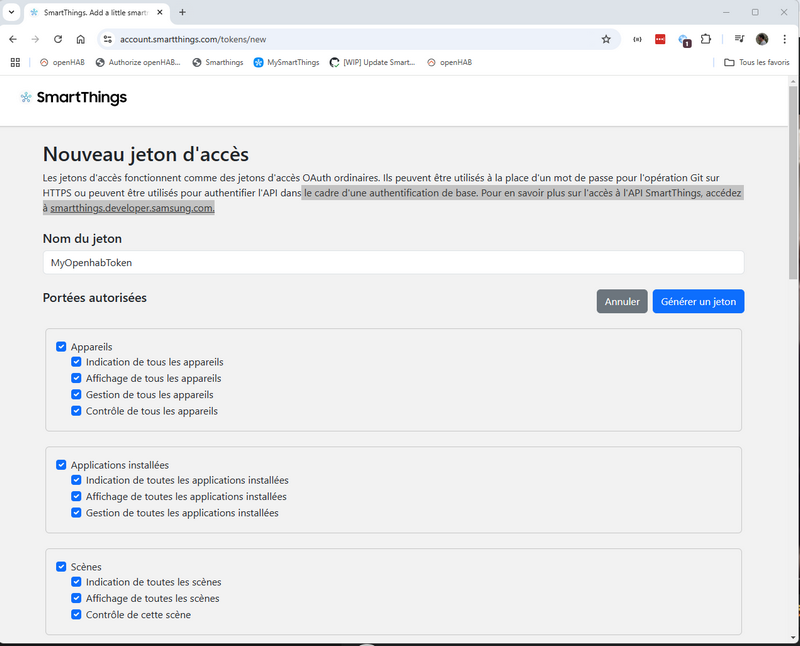 SmartThings. Add a little smarts
account.smartthings.com/tokens/new
1
openHAB
Authorize openHAB...
Smarthings
MySmartThings
[WIP] Update Smart...
openHAB
Tous les favoris
SmartThings
Nouveau jeton d'accès
Les jetons d'accès fonctionnent comme des jetons d'accès OAuth ordinaires. Ils peuvent être utilisés à la place d'un mot de passe pour l'opération Git sur
HTTPS ou peuvent être utilisés pour authentifier l'API dans le cadre d'une authentification de base. Pour en savoir plus sur l'accès à l'API SmartThings, accédez
à smartthings.developer.samsung.com.
Nom du jeton
MyOpenhabToken
Portées autorisées
Annuler
Générer un jeton
Appareils
Indication de tous les appareils
Affichage de tous les appareils
Gestion de tous les appareils
Contrôle de tous les appareils
Applications installées
Indication de toutes les applications installées
Affichage de toutes les applications installées
Gestion de toutes les applications installées
Scènes
Indication de toutes les scènes
Affichage de toutes les scènes
Contrôle de cette scène